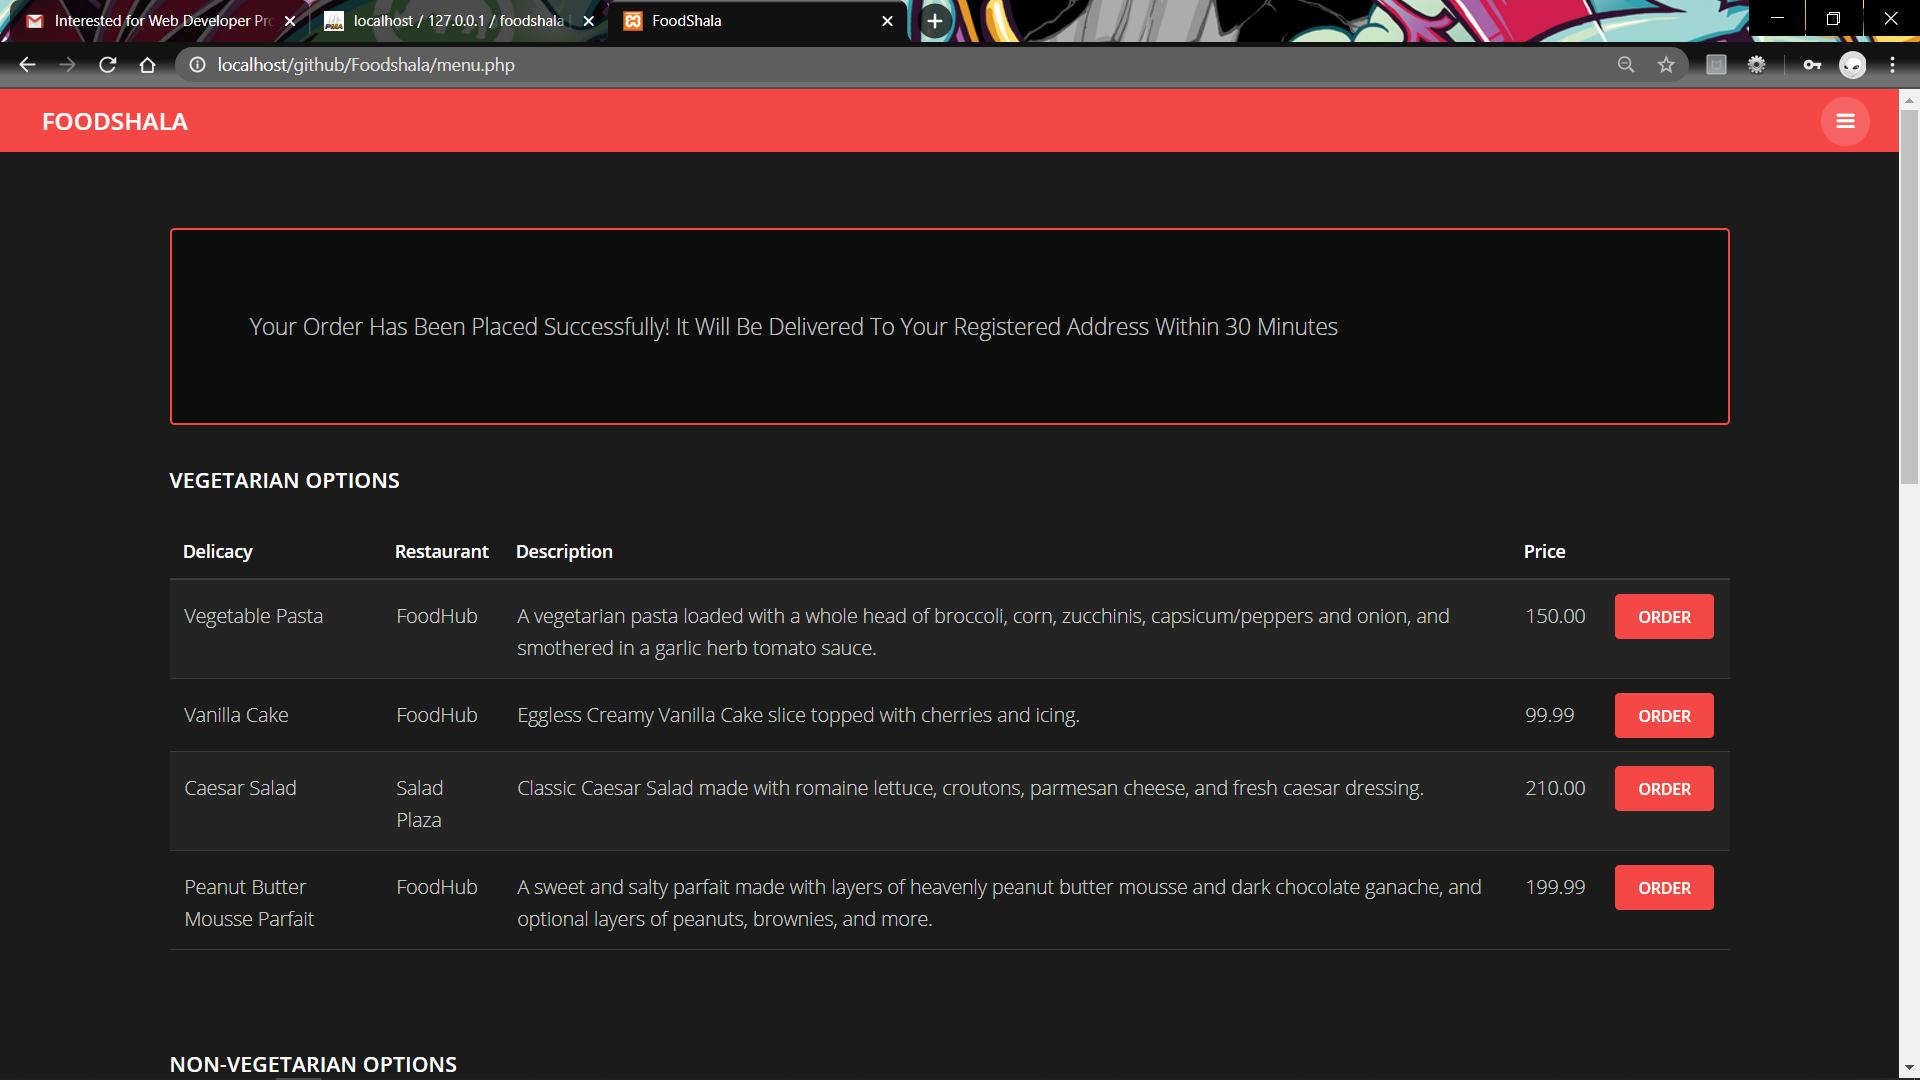 Interested for Web Developer Pr
localhost / 127.0.0.1 / foodshala
FoodShala
localhost/github/Foodshala/menu.php
FOODSHALA
Your Order Has Been Placed Successfully! It Will Be Delivered To Your Registered Address Within 30 Minutes
VEGETARIAN OPTIONS
Delicacy Restaurant Description Price
Vegetable Pasta FoodHub A vegetarian pasta loaded with a whole head of broccoli, corn, zucchinis, capsicum/peppers and onion, and 150.00 ORDER
smothered in a garlic herb tomato sauce.
Vanilla Cake FoodHub Eggless Creamy Vanilla Cake slice topped with cherries and icing. 99.99 ORDER
Caesar Salad Salad Classic Caesar Salad made with romaine lettuce, croutons, parmesan cheese, and fresh caesar dressing. 210.00 ORDER
Plaza
Peanut Butter FoodHub A sweet and salty parfait made with layers of heavenly peanut butter mousse and dark chocolate ganache, and 199.99 ORDER
Mousse Parfait optional layers of peanuts, brownies, and more.
NON-VEGETARIAN OPTIONS